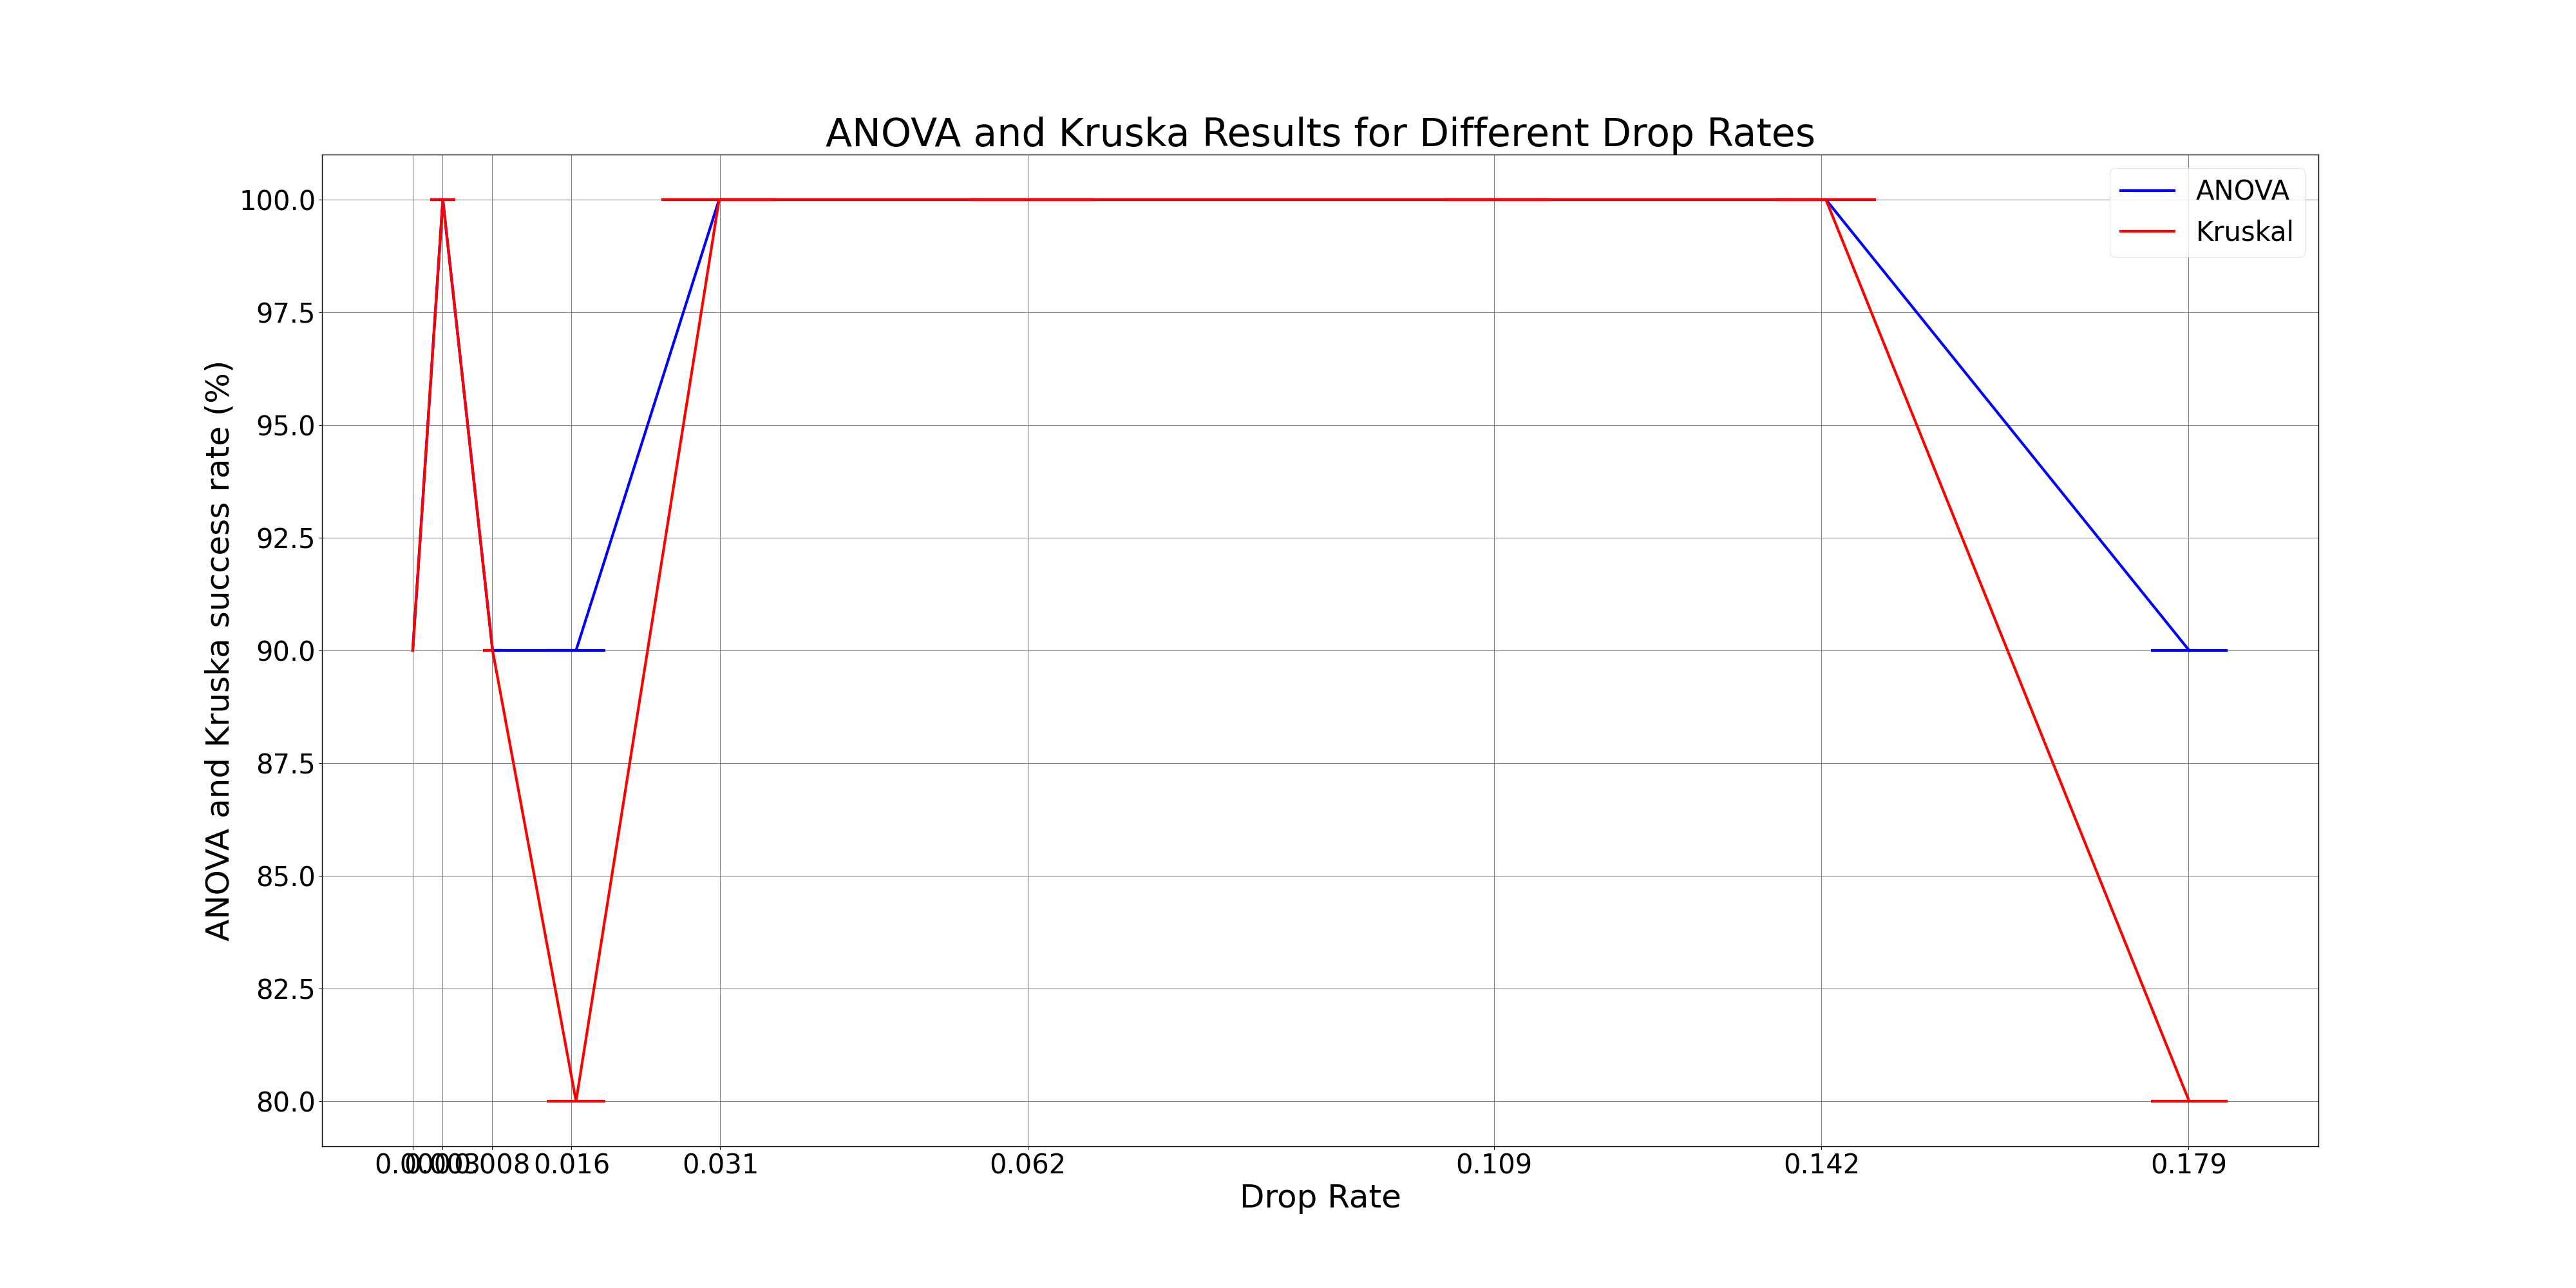 ANOVA and Kruska Results for Different Drop Rates
ANOVA
Kruskal
ANOVA and Kruska success rate (%)
100.0
97.5
95.0
92.5
90.0
87.5
85.0
82.5
80.0
0.016 0.031 0.062 0.109 0.142 0.179
Drop Rate